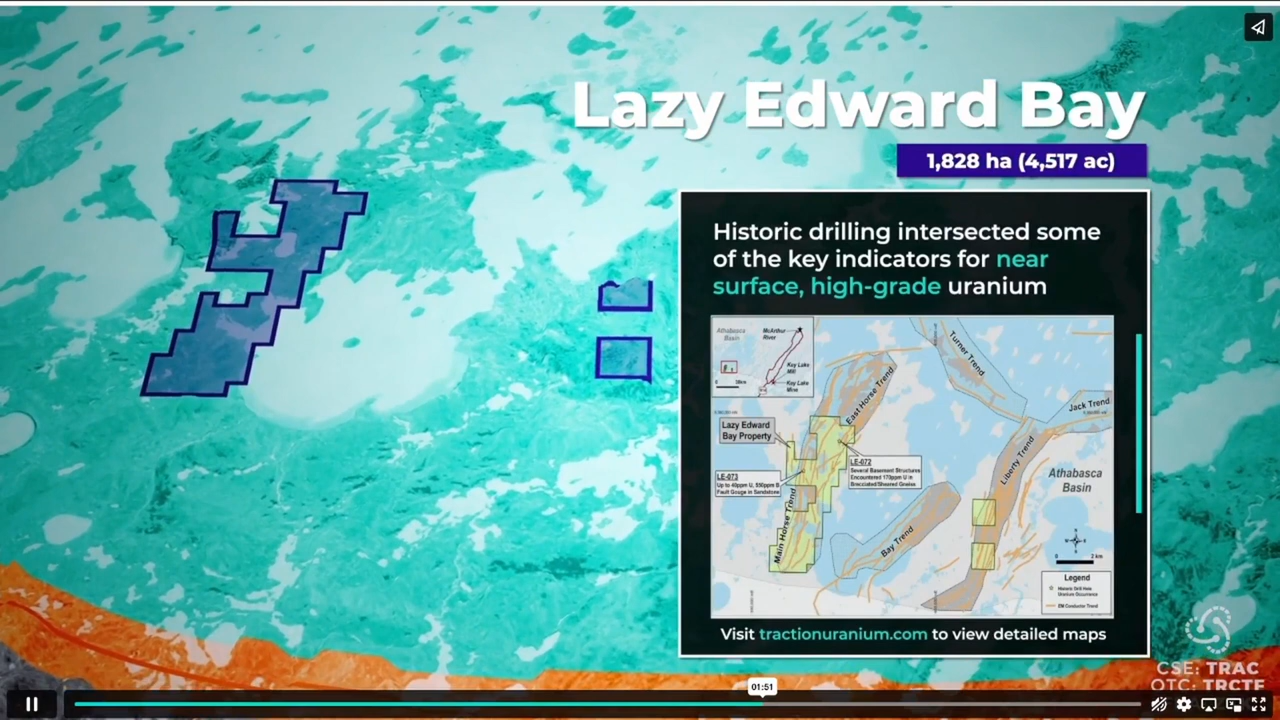 Lazy Edward Bay
1,828 ha (4,517 ac)
Historic drilling intersected some
of the key indicators for near
surface, high-grade uranium
Athabasca
Basin
McArthur
River
Key Lake
Mill
Key Lake
Mine
Turner Trend
East Horse Trend
Jack Trend
Lazy Edward
Bay Property
LE-072
Several Basement Structures
Encountered 170ppm U in
Brecciated/Sheared Gneiss
LE-073
Up to 40ppm U, 550ppm B
Fault Gouge in Sandstone
Liberty Trend
Athabasca
Basin
Main Horse Trend
Bay Trend
0 2 km
Legend
Historic Drill Hole
Uranium Occurrence
EM Conductor Trend
Visit tractionuranium.com to view detailed maps
CSE: TRAC
OTC: TRCTF
01:51